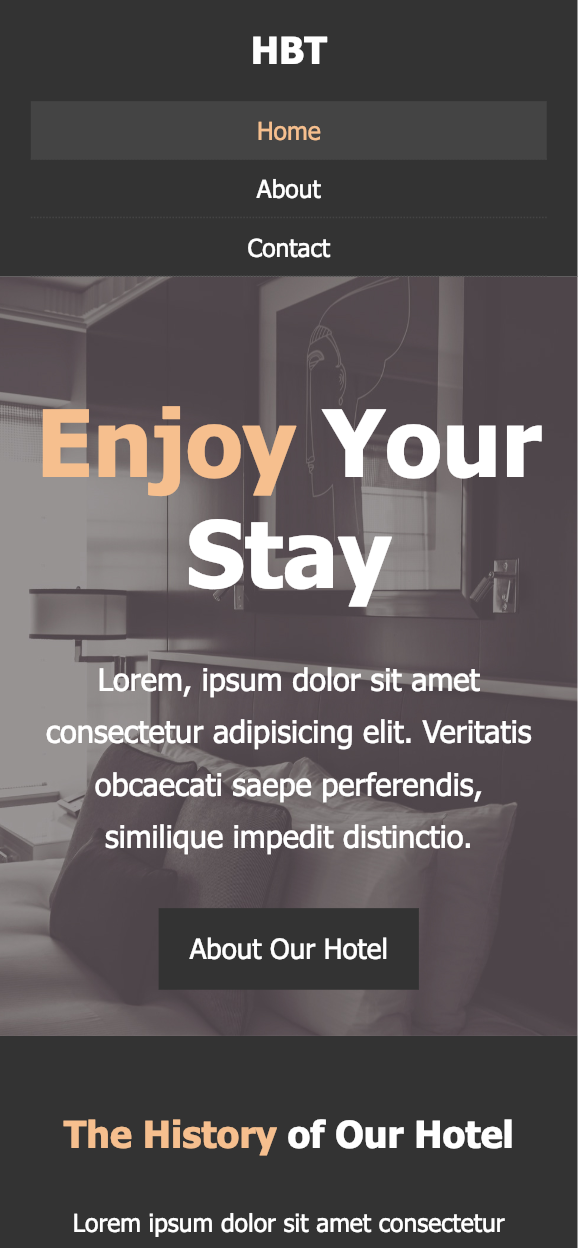 HBT
Home
About
Contact
Enjoy Your
Stay
Lorem, ipsum dolor sit amet
consectetur adipisicing elit. Veritatis
obcaecati saepe perferendis,
similique impedit distinctio.
About Our Hotel
The History of Our Hotel
Lorem ipsum dolor sit amet consectetur